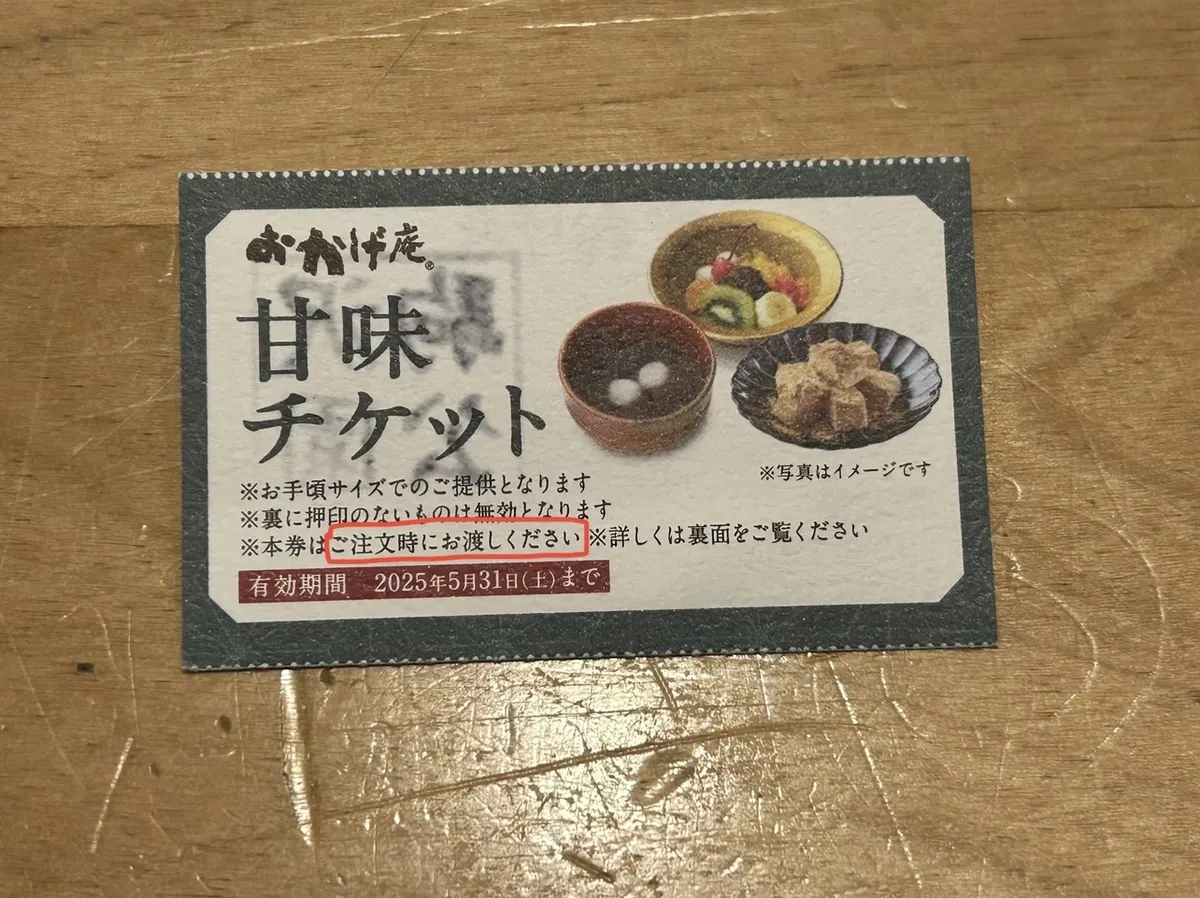 おかげ庵®
甘味
チケット
※写真はイメージです
※お手頃サイズでのご提供となります
※裏に押印のないものは無効となります
※本券はご注文時にお渡しください ※詳しくは裏面をご覧ください
有効期間 2025年5月31日(土)まで